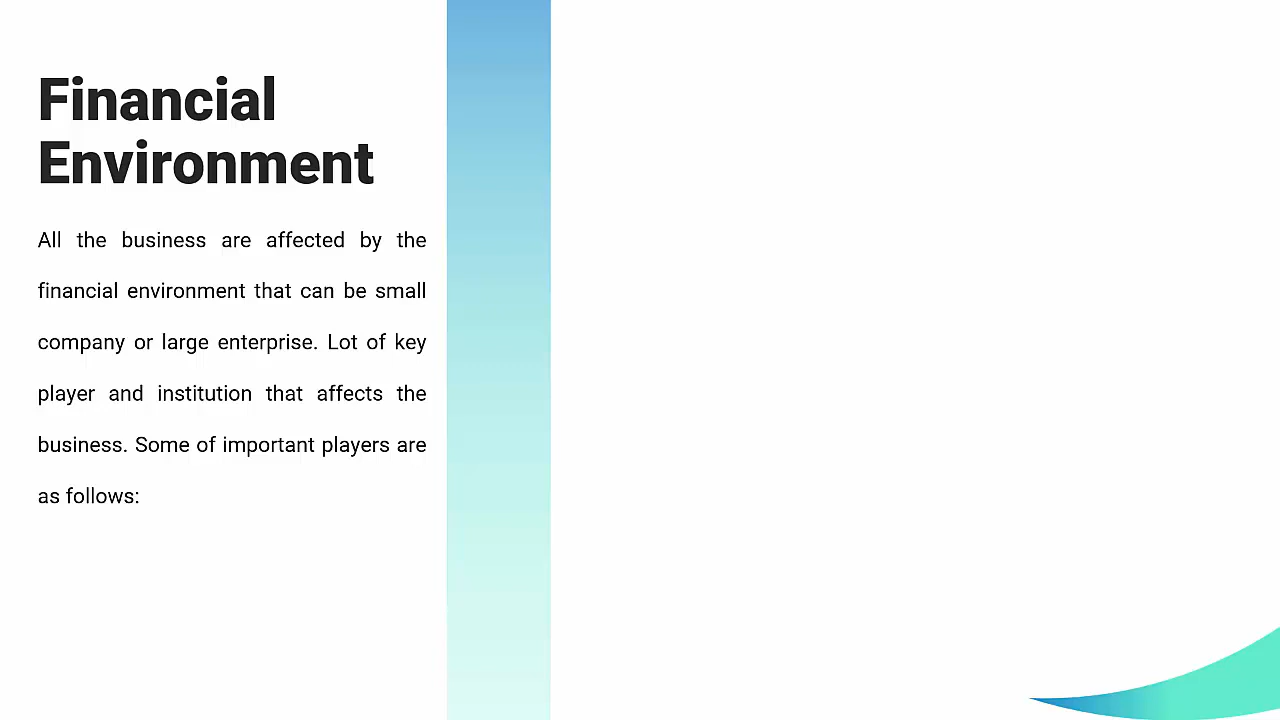 Financial
Environment
All the business are affected by the
financial environment that can be small
company or large enterprise. Lot of key
player and institution that affects the
business. Some of important players are
as follows: